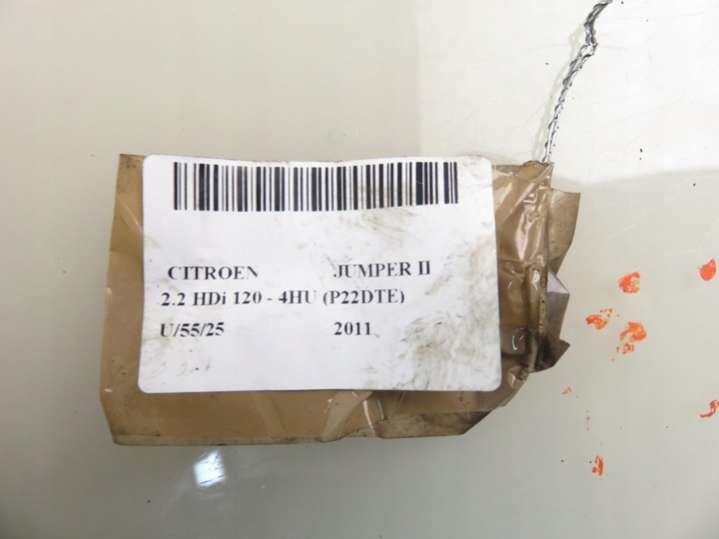 CITROEN JUMPER II
2.2 HDi 120 - 4HU (P22DTE)
U/55/25 2011